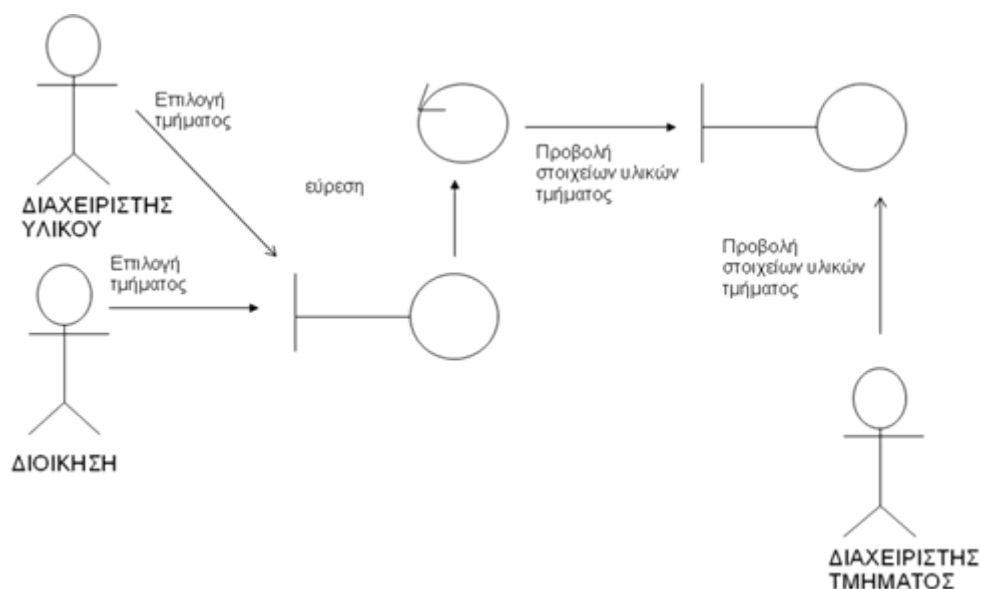 Επιλογή
τμήματος
ΔΙΑΧΕΙΡΙΣΤΗΣ
ΥΛΙΚΟΥ
εύρεση
Προβολή
στοιχείων υλικών
τμήματος
Επιλογή
τμήματος
ΔΙΟΙΚΗΣΗ
Προβολή
στοιχείων υλικών
τμήματος
ΔΙΑΧΕΙΡΙΣΤΗΣ
ΤΜΗΜΑΤΟΣ